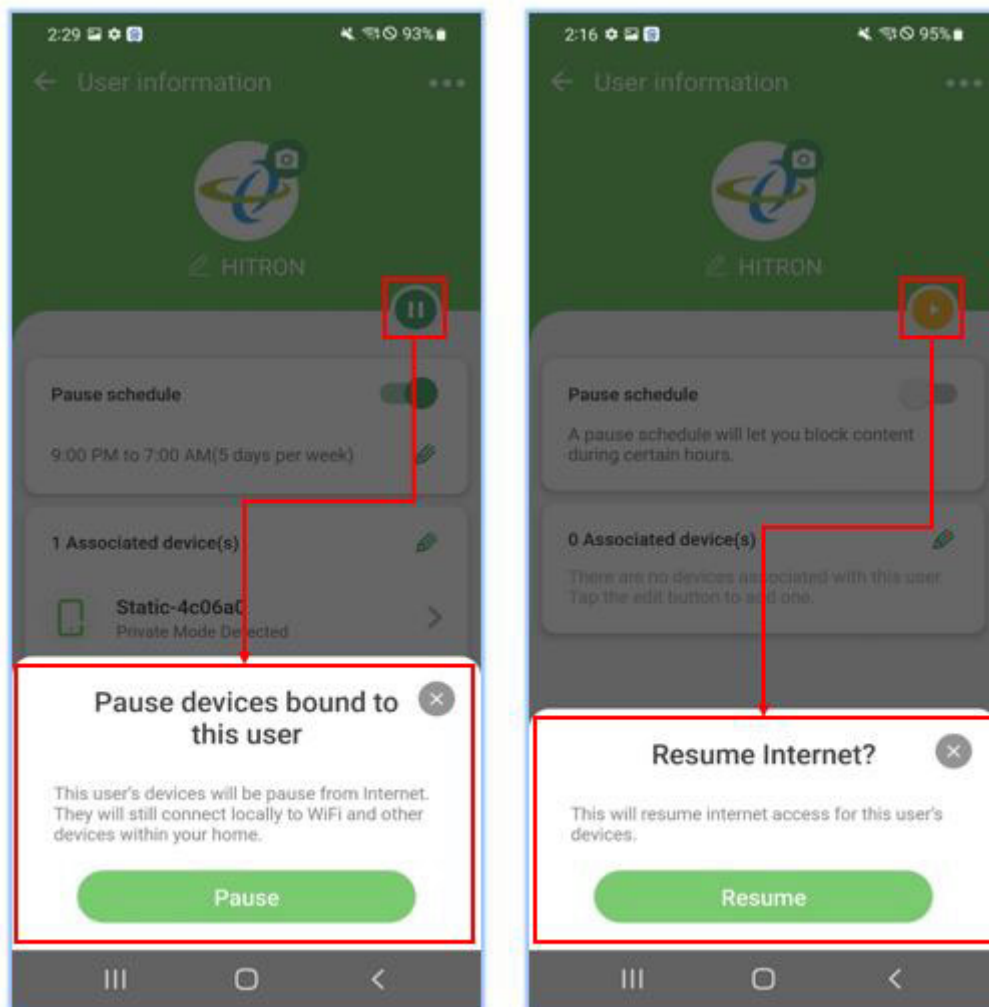 2:29
93%
User information
HITRON
Pause schedule
9:00 PM to 7:00 AM(5 days per week)
1 Associated device(s)
Static-4c06a0
Private Mode Detected
Pause devices bound to
this user
This user's devices will be pause from Internet.
They will still connect locally to WiFi and other
devices within your home.
Pause
2:16
95%
User information
HITRON
Pause schedule
A pause schedule will let you block content
during certain hours.
0 Associated device(s)
There are no devices associated with this user.
Tap the edit button to add one.
Resume Internet?
This will resume internet access for this user's
devices.
Resume